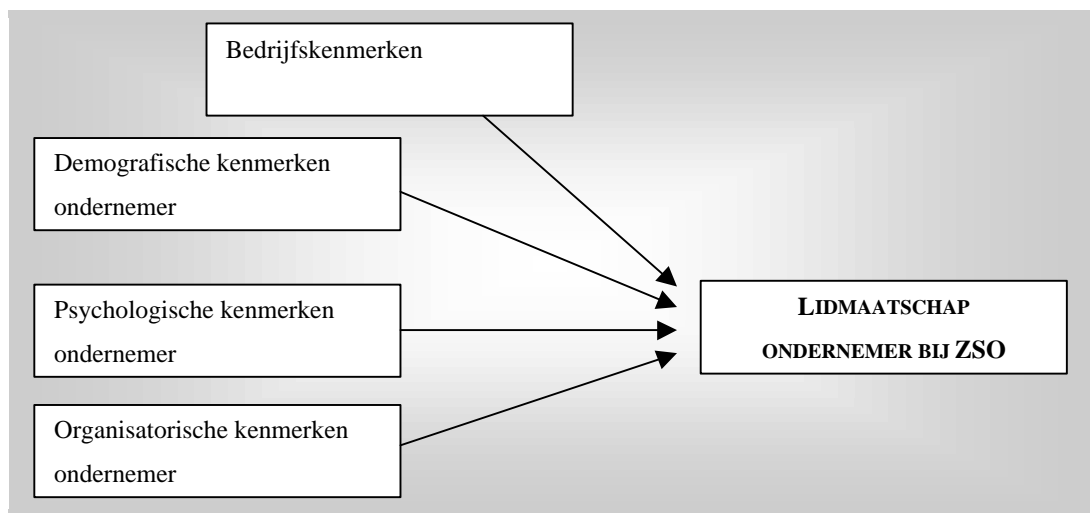 Bedrijfskenmerken
Demografische kenmerken
ondernemer
Psychologische kenmerken
ondernemer
Organisatorische kenmerken
ondernemer
LIDMAATSCHAP
ONDERNEMER BIJ ZSO